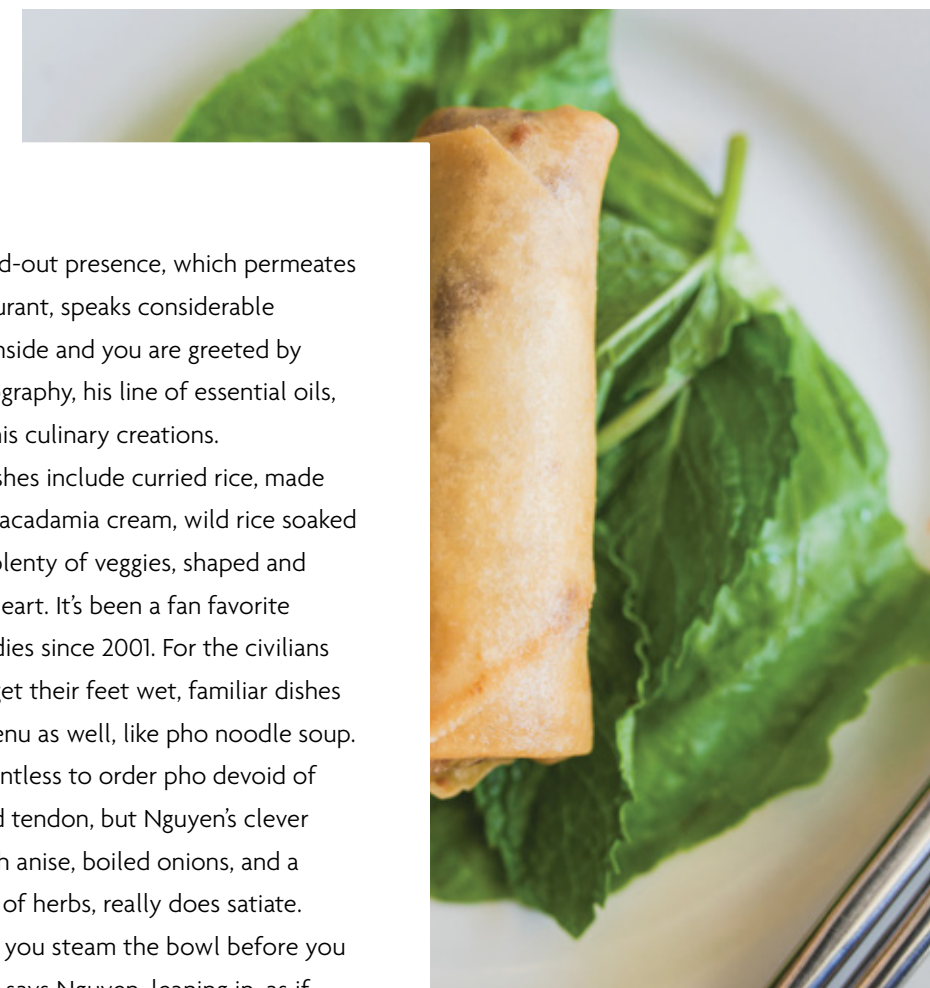 d-out presence, which permeates
urant, speaks considerable
nside and you are greeted by
graphy, his line of essential oils,
is culinary creations.
shes include curried rice, made
acadamia cream, wild rice soaked
plenty of veggies, shaped and
eart. It’s been a fan favorite
dies since 2001. For the civilians
get their feet wet, familiar dishes
enu as well, like pho noodle soup.
ntless to order pho devoid of
d tendon, but Nguyen’s clever
h anise, boiled onions, and a
of herbs, really does satiate.
you steam the bowl before you
says Nguyen, leaning in, as if